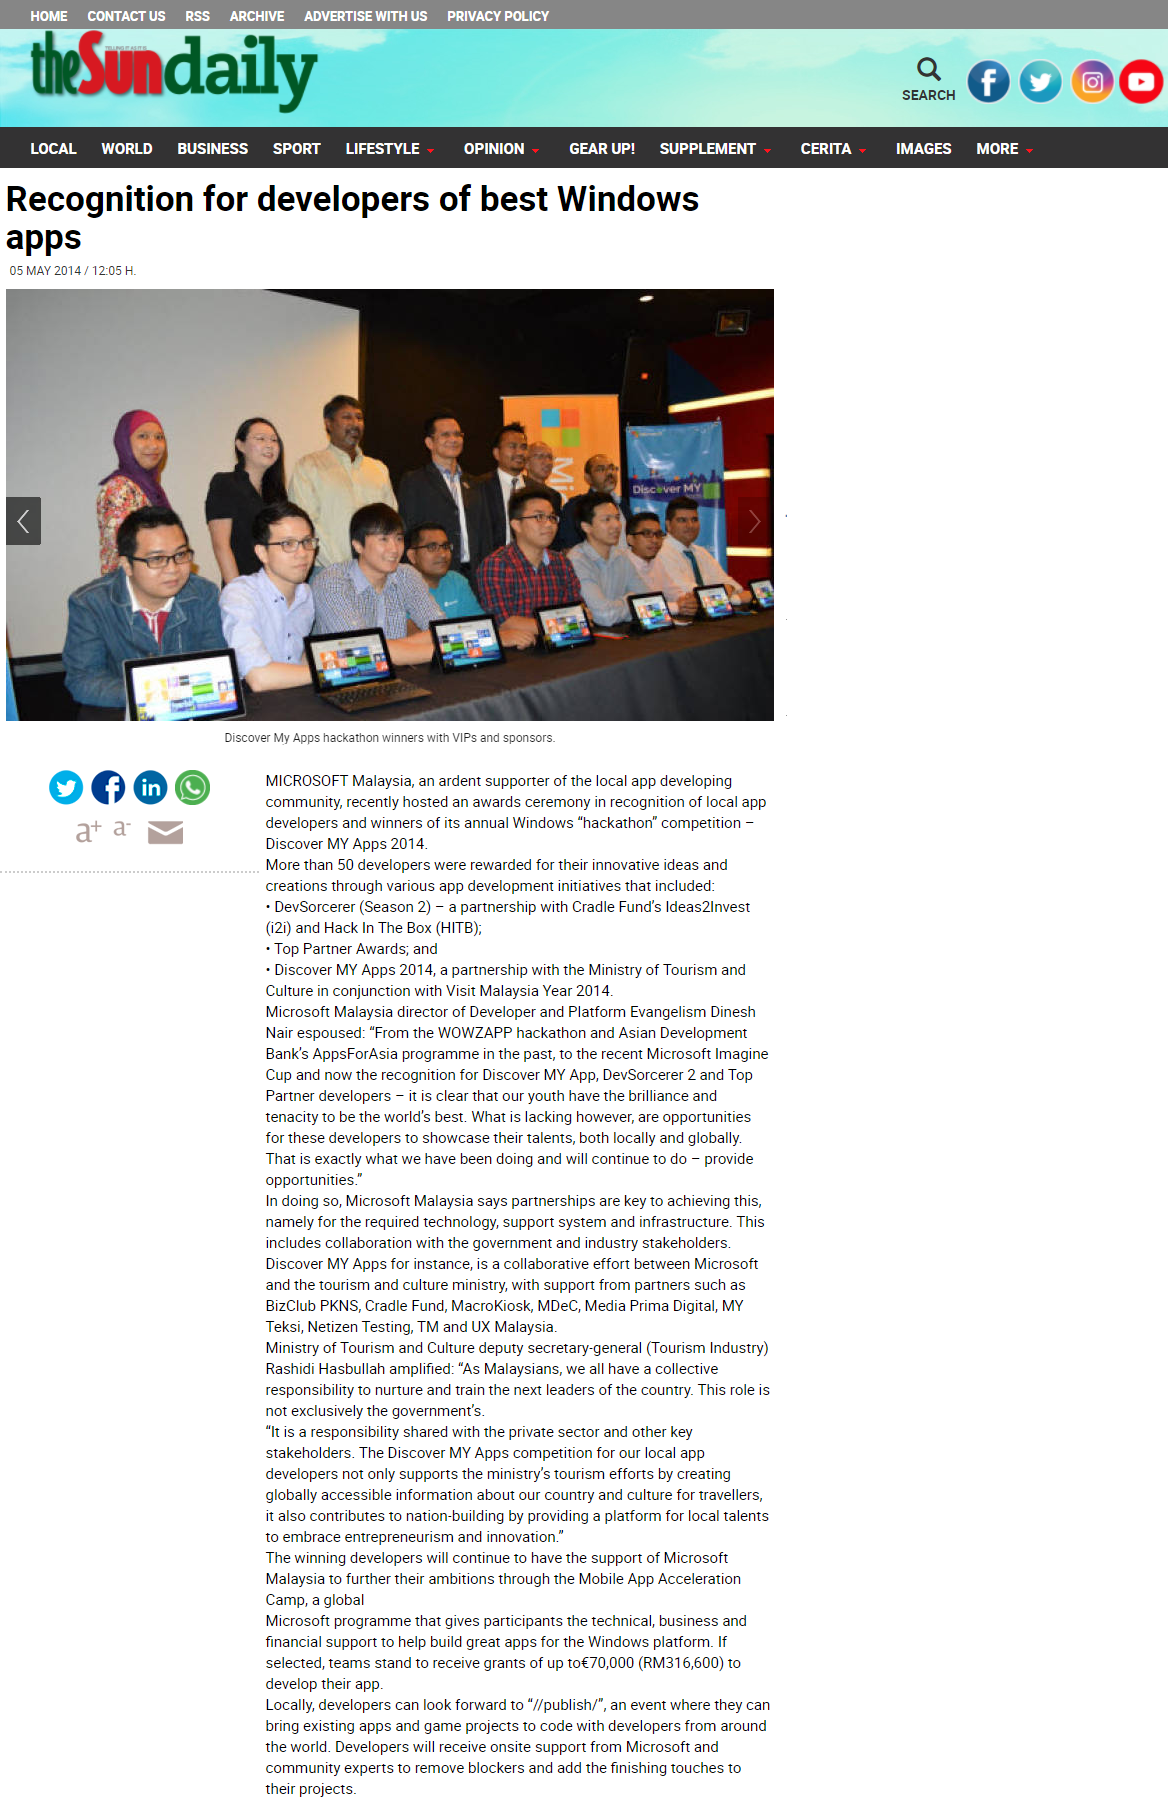 HOME CONTACT US RSS ARCHIVE ADVERTISE WITH US PRIVACY POLICY
theSundaily
SEARCH
LOCAL WORLD BUSINESS SPORT LIFESTYLE OPINION GEAR UP! SUPPLEMENT CERITA IMAGES MORE
Recognition for developers of best Windows
apps
05 MAY 2014 / 12:05 H.
Discover MY
Discover My Apps hackathon winners with VIPs and sponsors.
a+ a-
MICROSOFT Malaysia, an ardent supporter of the local app developing
community, recently hosted an awards ceremony in recognition of local app
developers and winners of its annual Windows “hackathon” competition –
Discover MY Apps 2014.
More than 50 developers were rewarded for their innovative ideas and
creations through various app development initiatives that included:
• DevSorcerer (Season 2) – a partnership with Cradle Fund’s Ideas2Invest
(i2i) and Hack In The Box (HITB);
• Top Partner Awards; and
• Discover MY Apps 2014, a partnership with the Ministry of Tourism and
Culture in conjunction with Visit Malaysia Year 2014.
Microsoft Malaysia director of Developer and Platform Evangelism Dinesh
Nair espoused: “From the WOWZAPP hackathon and Asian Development
Bank’s AppsForAsia programme in the past, to the recent Microsoft Imagine
Cup and now the recognition for Discover MY App, DevSorcerer 2 and Top
Partner developers – it is clear that our youth have the brilliance and
tenacity to be the world’s best. What is lacking however, are opportunities
for these developers to showcase their talents, both locally and globally.
That is exactly what we have been doing and will continue to do – provide
opportunities.”
In doing so, Microsoft Malaysia says partnerships are key to achieving this,
namely for the required technology, support system and infrastructure. This
includes collaboration with the government and industry stakeholders.
Discover MY Apps for instance, is a collaborative effort between Microsoft
and the tourism and culture ministry, with support from partners such as
BizClub PKNS, Cradle Fund, MacroKiosk, MDeC, Media Prima Digital, MY
Teksi, Netizen Testing, TM and UX Malaysia.
Ministry of Tourism and Culture deputy secretary-general (Tourism Industry)
Rashidi Hasbullah amplified: “As Malaysians, we all have a collective
responsibility to nurture and train the next leaders of the country. This role is
not exclusively the government’s.
“It is a responsibility shared with the private sector and other key
stakeholders. The Discover MY Apps competition for our local app
developers not only supports the ministry’s tourism efforts by creating
globally accessible information about our country and culture for travellers,
it also contributes to nation-building by providing a platform for local talents
to embrace entrepreneurism and innovation.”
The winning developers will continue to have the support of Microsoft
Malaysia to further their ambitions through the Mobile App Acceleration
Camp, a global
Microsoft programme that gives participants the technical, business and
financial support to help build great apps for the Windows platform. If
selected, teams stand to receive grants of up to€70,000 (RM316,600) to
develop their app.
Locally, developers can look forward to “//publish/”, an event where they can
bring existing apps and game projects to code with developers from around
the world. Developers will receive onsite support from Microsoft and
community experts to remove blockers and add the finishing touches to
their projects.